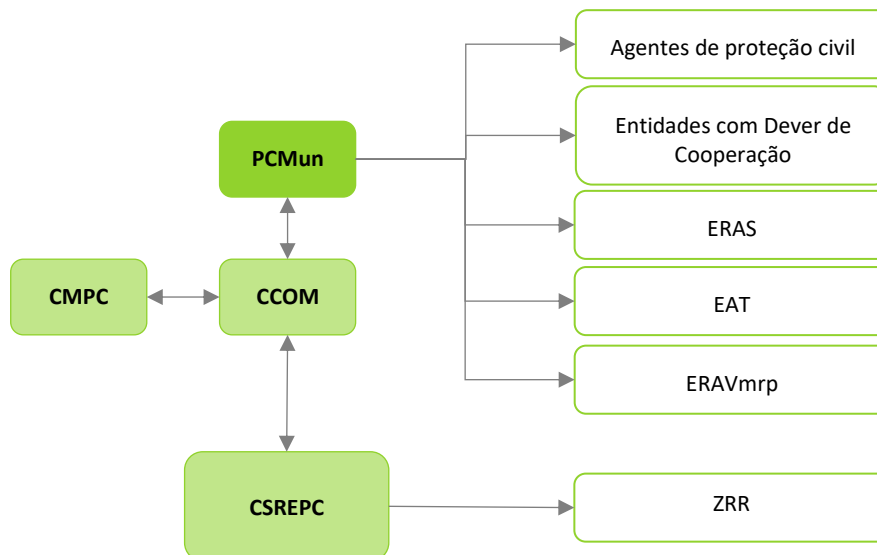 Agentes de proteção civil
Entidades com Dever de
Cooperação
PCMun
ERAS
CMPC
CCOM
EAT
ERAVmrp
CSREPC
ZRR